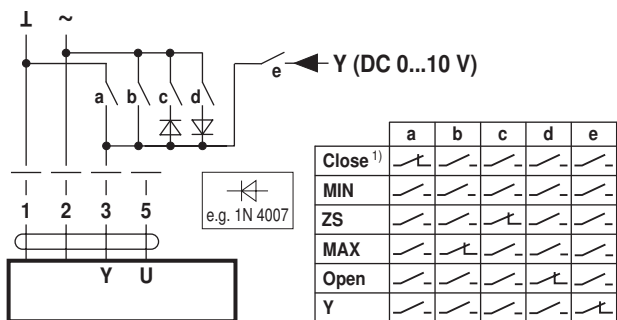 ⊥ ~
e Y (DC 0...10 V)
a b c d
1 2 3 5
e.g. 1N 4007
Y U
a b c d e
Close 1)
MIN
ZS
MAX
Open
Y